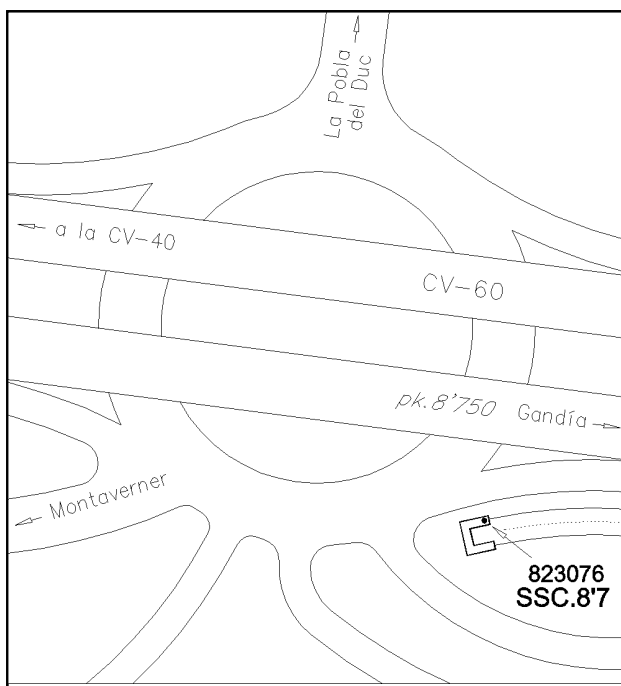 La Pobla
del Duc
a la CV-40
CV-60
pk.8'750 Gandía
Montaverner
823076
SSC.8'7